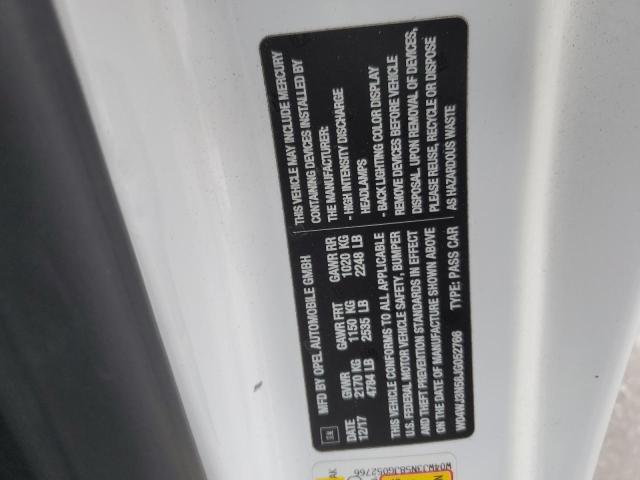 MFD BY OPEL AUTOMOBILE GMBH
DATE GVWR GAWR FRT GAWR RR
12/17 2170 KG 1150 KG 1020 KG
4784 LB 2535 LB 2248 LB
THIS VEHICLE CONFORMS TO ALL APPLICABLE
U.S. FEDERAL MOTOR VEHICLE SAFETY, BUMPER
AND THEFT PREVENTION STANDARDS IN EFFECT
ON THE DATE OF MANUFACTURE SHOWN ABOVE
W04WJ3N58JG052766 TYPE: PASS CAR
THIS VEHICLE MAY INCLUDE MERCURY
CONTAINING DEVICES INSTALLED BY
THE MANUFACTURER:
- HIGH INTENSITY DISCHARGE
HEADLAMPS
- BACK LIGHTING COLOR DISPLAY
REMOVE DEVICES BEFORE VEHICLE
DISPOSAL. UPON REMOVAL OF DEVICES,
PLEASE REUSE, RECYCLE OR DISPOSE
AS HAZARDOUS WASTE
GM
W04WJ3N58JG052766